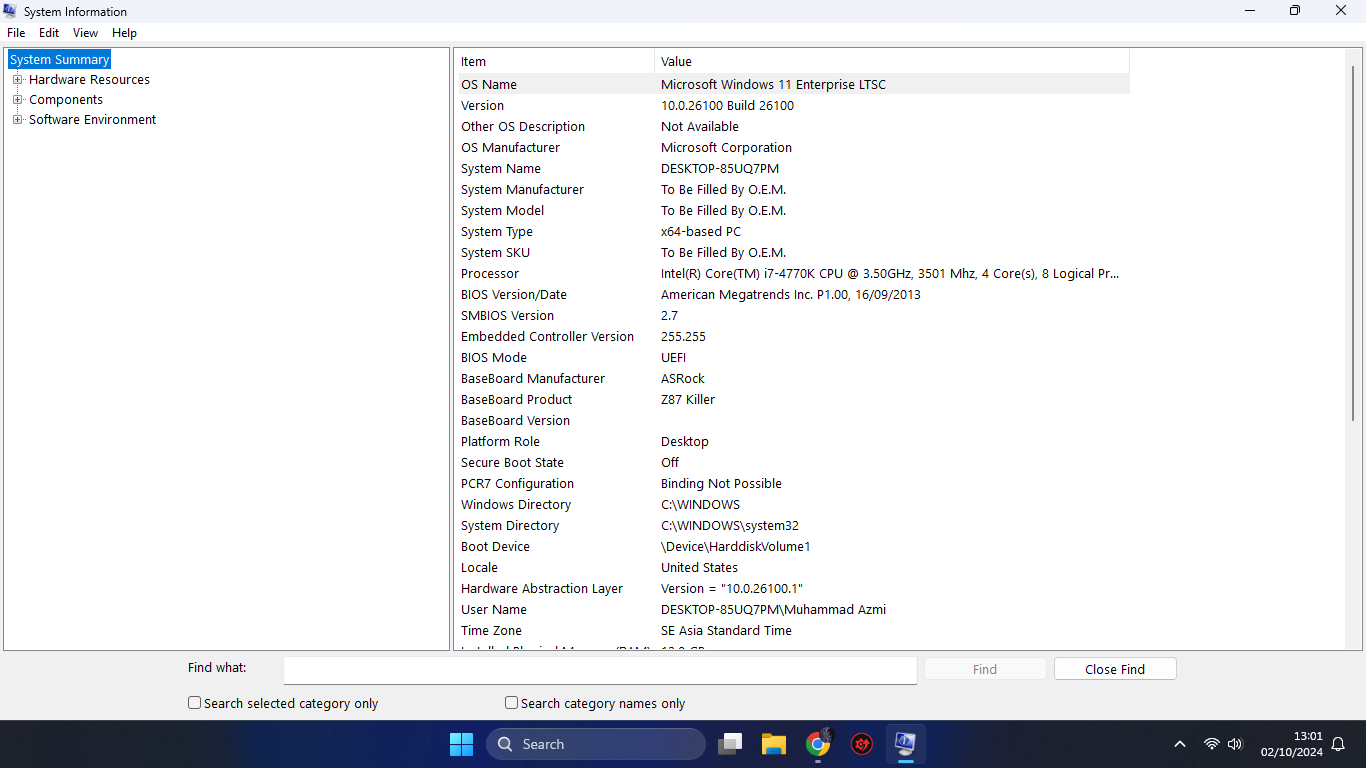 System Information
File Edit View Help
System Summary
Hardware Resources
Components
Software Environment
Item Value
OS Name Microsoft Windows 11 Enterprise LTSC
Version 10.0.26100 Build 26100
Other OS Description Not Available
OS Manufacturer Microsoft Corporation
System Name DESKTOP-85UQ7PM
System Manufacturer To Be Filled By O.E.M.
System Model To Be Filled By O.E.M.
System Type x64-based PC
System SKU To Be Filled By O.E.M.
Processor Intel(R) Core(TM) i7-4770K CPU @ 3.50GHz, 3501 Mhz, 4 Core(s), 8 Logical Pr...
BIOS Version/Date American Megatrends Inc. P1.00, 16/09/2013
SMBIOS Version 2.7
Embedded Controller Version 255.255
BIOS Mode UEFI
BaseBoard Manufacturer ASRock
BaseBoard Product Z87 Killer
BaseBoard Version
Platform Role Desktop
Secure Boot State Off
PCR7 Configuration Binding Not Possible
Windows Directory C:\WINDOWS
System Directory C:\WINDOWS\system32
Boot Device \Device\HarddiskVolume1
Locale United States
Hardware Abstraction Layer Version = "10.0.26100.1"
User Name DESKTOP-85UQ7PM\Muhammad Azmi
Time Zone SE Asia Standard Time
Find what: Find Close Find
Search selected category only Search category names only
Search
13:01
02/10/2024